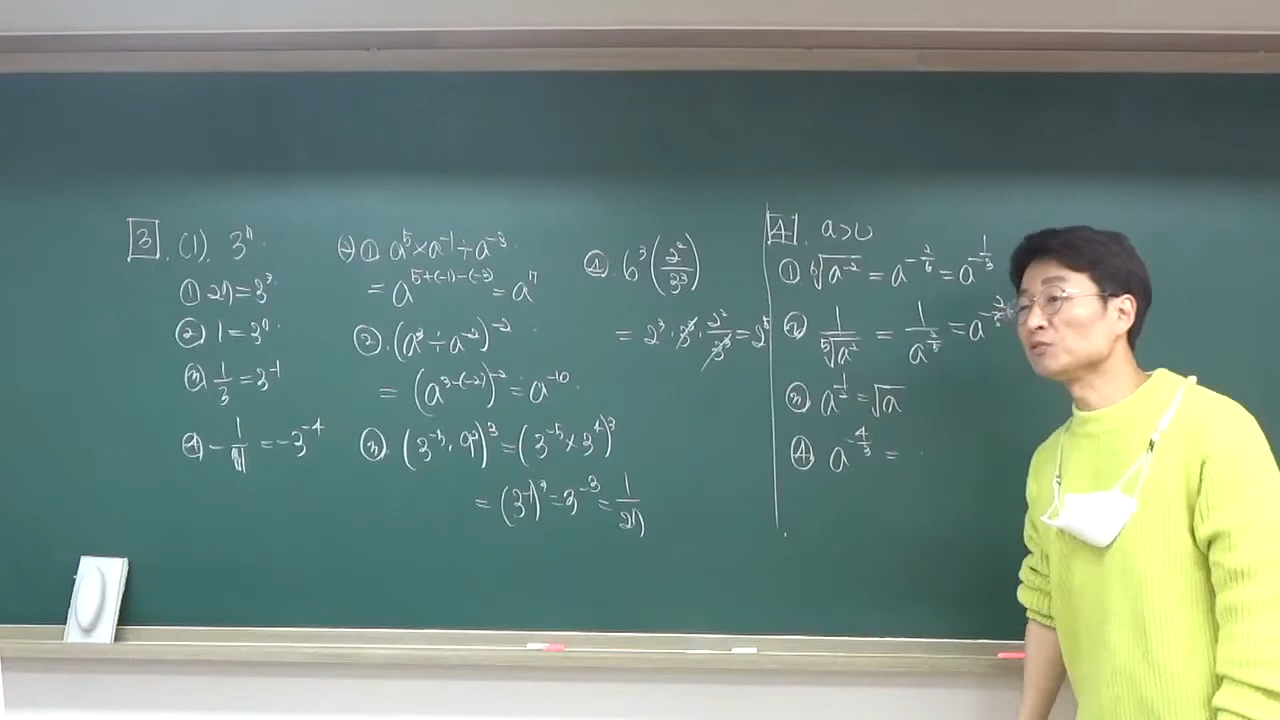 3. (1). 3ⁿ.
① 27 = 3³.
② 1 = 3⁰
③ 1/3 = 3⁻¹
④ -1/81 = -3⁻⁴
(2) ① a⁵ × a⁻¹ ÷ a⁻³.
= a^(5+(-1)-(-3)) = a⁷
②. (a³ ÷ a⁻²)⁻².
= (a^(3-(-2)))⁻² = a⁻¹⁰.
③. (3⁻⁵ · 9²)³ = (3⁻⁵ × 3⁴)³
= (3⁻¹)³ = 3⁻³ = 1/27
④. 6³(2²/3³)
= 2³ · 3³ · 2²/3³ = 2⁵
4. a>0
① ⁶√(a⁻²) = a^(-2/6) = a^(-1/3)
② 1/⁵√(a²) = 1/a^(2/5) = a^(-2/5)
③ a^(1/2) = √a
④. a^(-4/3) =